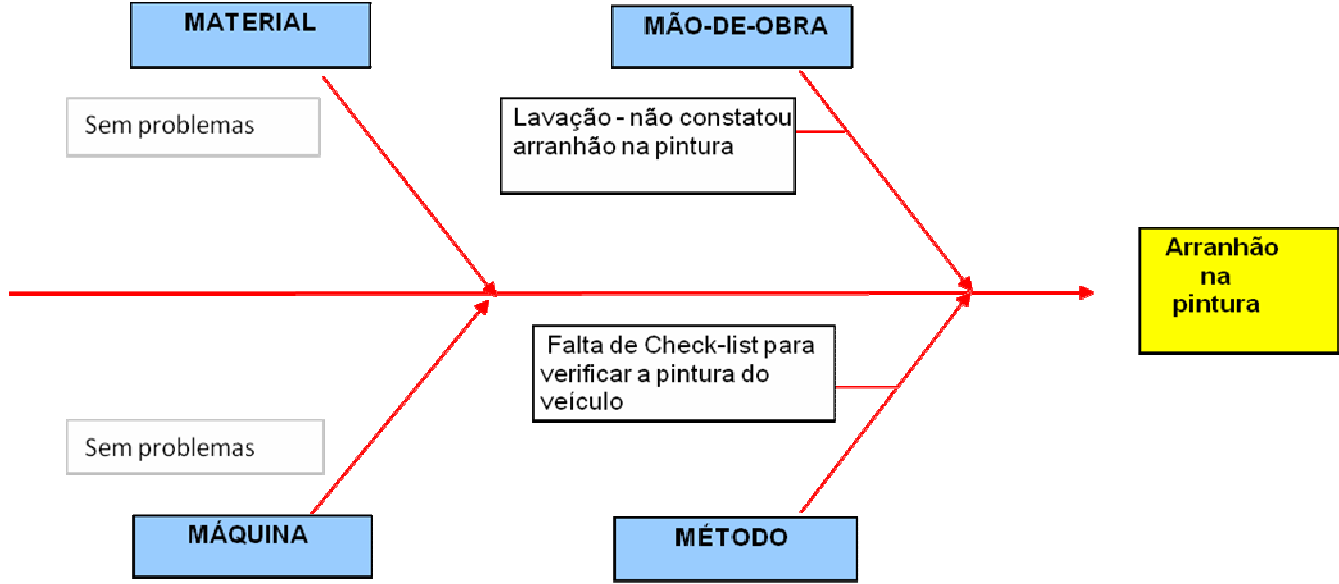 MATERIAL
MÃO-DE-OBRA
Sem problemas
Lavação - não constatou
arranhão na pintura
Arranhão
na
pintura
Falta de Check-list para
verificar a pintura do
veículo
Sem problemas
MÁQUINA
MÉTODO